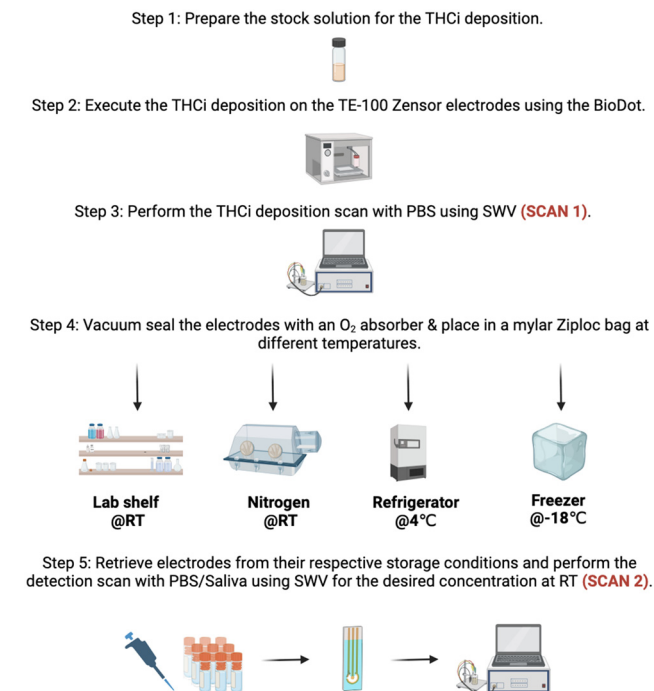 Step 1: Prepare the stock solution for the THCi deposition.
Step 2: Execute the THCi deposition on the TE-100 Zensor electrodes using the BioDot.
Step 3: Perform the THCi deposition scan with PBS using SWV (SCAN 1).
Step 4: Vacuum seal the electrodes with an O₂ absorber & place in a mylar Ziploc bag at
different temperatures.
Lab shelf
@RT
Nitrogen
@RT
Refrigerator
@4°C
Freezer
@-18°C
Step 5: Retrieve electrodes from their respective storage conditions and perform the
detection scan with PBS/Saliva using SWV for the desired concentration at RT (SCAN 2).